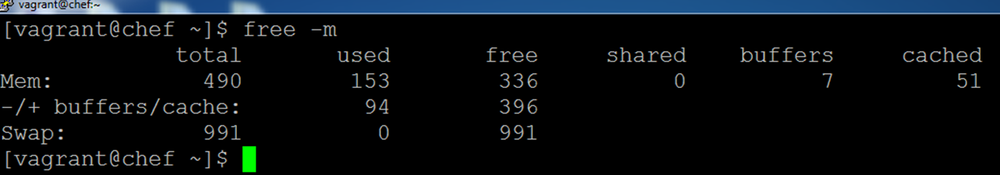 vagrant@chef:~
[vagrant@chef ~]$ free -m
total used free shared buffers cached
Mem: 490 153 336 0 7 51
-/+ buffers/cache: 94 396
Swap: 991 0 991
[vagrant@chef ~]$